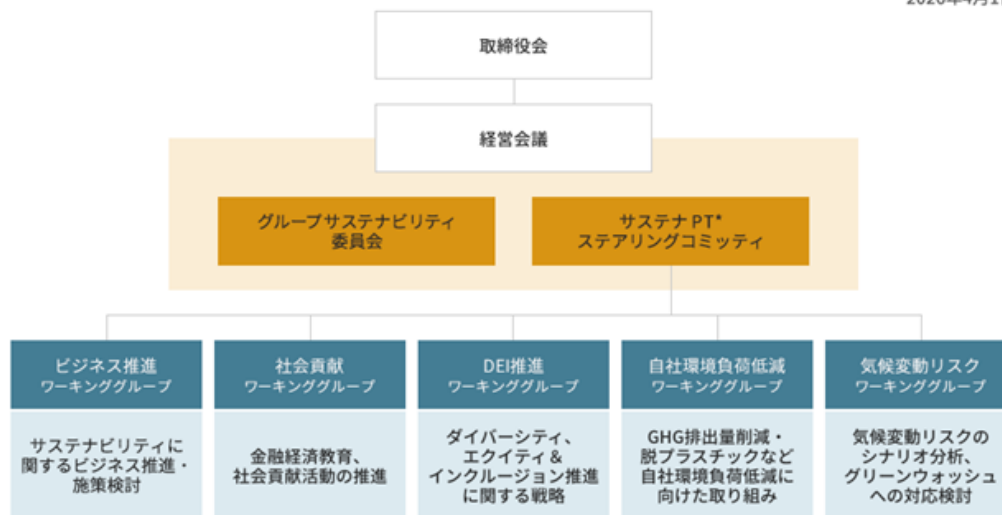 取締役会
経営会議
グループサステナビリティ
委員会
サステナPT*
ステアリングコミッティ
ビジネス推進
ワーキンググループ
社会貢献
ワーキンググループ
DEI推進
ワーキンググループ
自社環境負荷低減
ワーキンググループ
気候変動リスク
ワーキンググループ
サステナビリティに
関するビジネス推進・
施策検討
金融経済教育、
社会貢献活動の推進
ダイバーシティ、
エクイティ＆
インクルージョン推進
に関する戦略
GHG排出量削減・
脱プラスチックなど
自社環境負荷低減に
向けた取り組み
気候変動リスクの
シナリオ分析、
グリーンウォッシュ
への対応検討